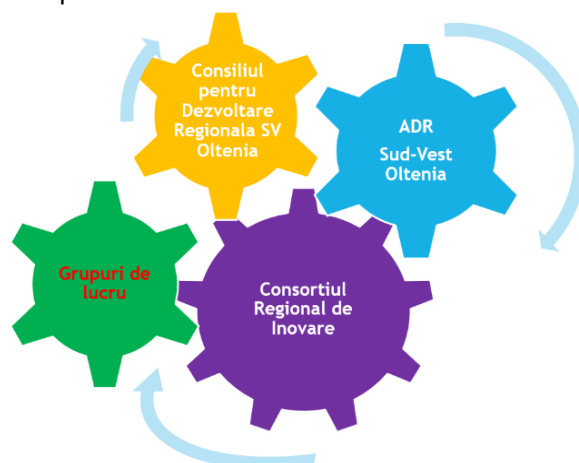 Consiliul
pentru
Dezvoltare
Regionala SV
Oltenia
ADR
Sud-Vest
Oltenia
Grupuri de
lucru
Consortiul
Regional de
Inovare